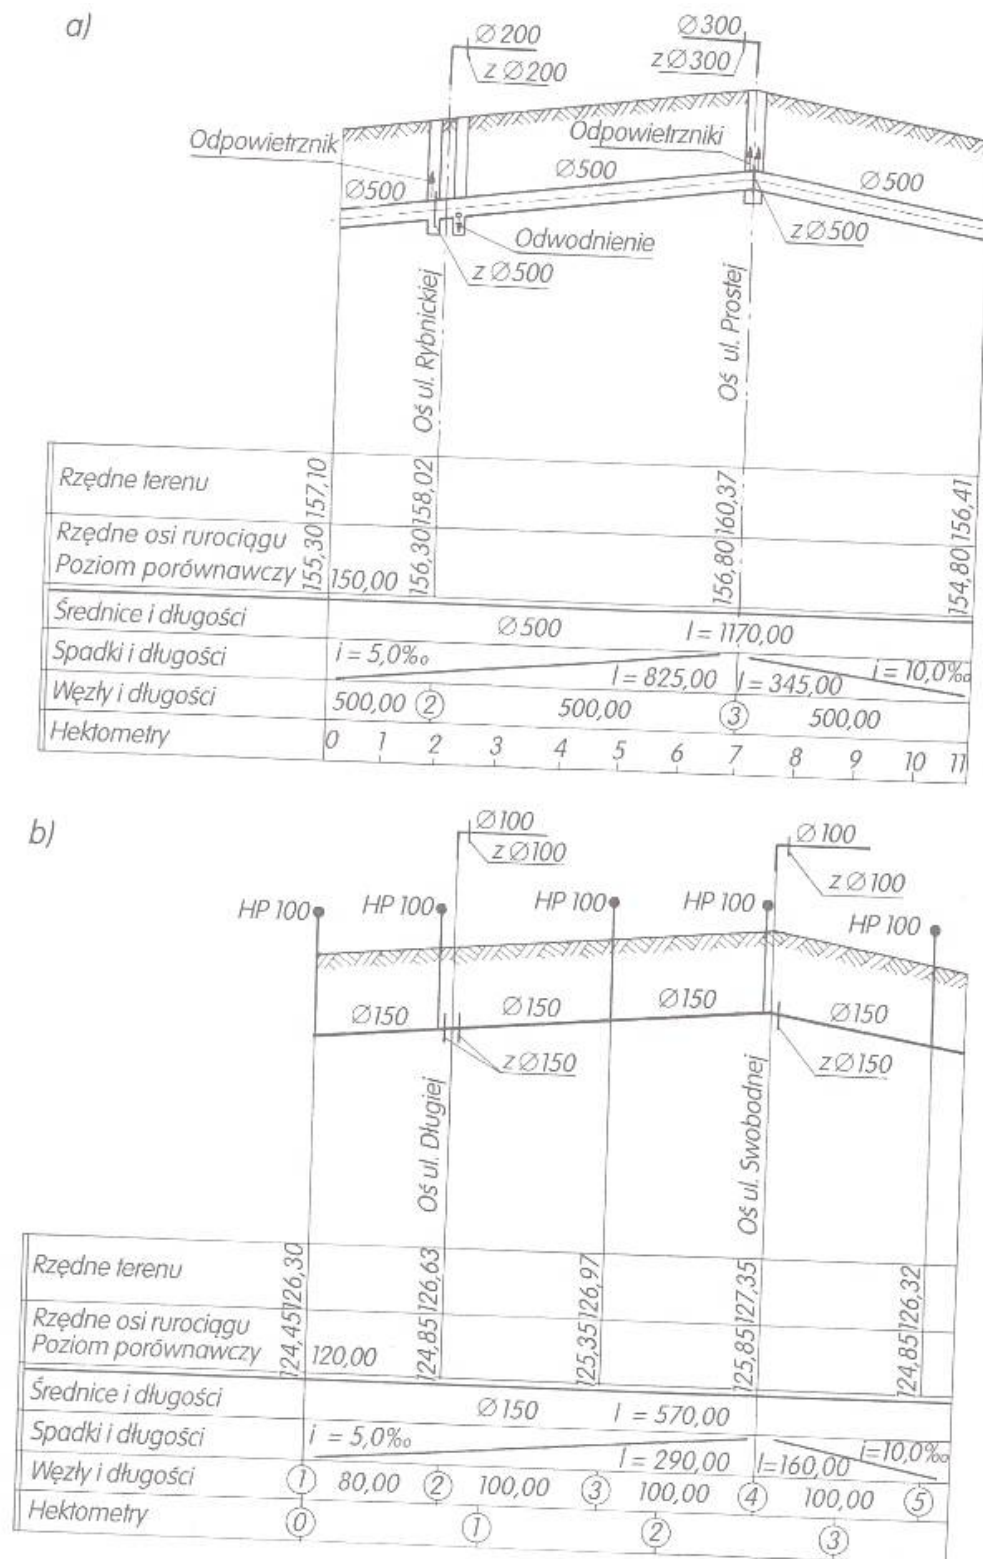 a)
Ø200
z Ø200
Ø300
z Ø300
Odpowietrznik
Odpowietrzniki
Ø500
Ø500
Ø500
Odwodnienie
z Ø500
z Ø500
Oś ul. Rybnickiej
Oś ul. Prostej
Rzędne terenu
157,10
158,02
160,37
156,41
Rzędne osi rurociągu
155,30
156,30
156,80
154,80
Poziom porównawczy 150,00
Średnice i długości Ø500 l = 1170,00
Spadki i długości i = 5,0‰ l = 825,00 l = 345,00 i = 10,0‰
Węzły i długości 500,00 2 500,00 3 500,00
Hektometry 0 1 2 3 4 5 6 7 8 9 10 11
b)
Ø100
z Ø100
Ø100
z Ø100
HP 100
HP 100
HP 100
HP 100
HP 100
Ø150
Ø150
Ø150
Ø150
z Ø150
z Ø150
Oś ul. Długiej
Oś ul. Swobodnej
Rzędne terenu
126,30
126,63
126,97
127,35
126,32
Rzędne osi rurociągu
124,45
124,85
125,35
125,85
124,85
Poziom porównawczy 120,00
Średnice i długości Ø150 l = 570,00
Spadki i długości i = 5,0‰ l = 290,00 l=160,00 i=10,0‰
Węzły i długości 1 80,00 2 100,00 3 100,00 4 100,00 5
Hektometry 0 1 2 3